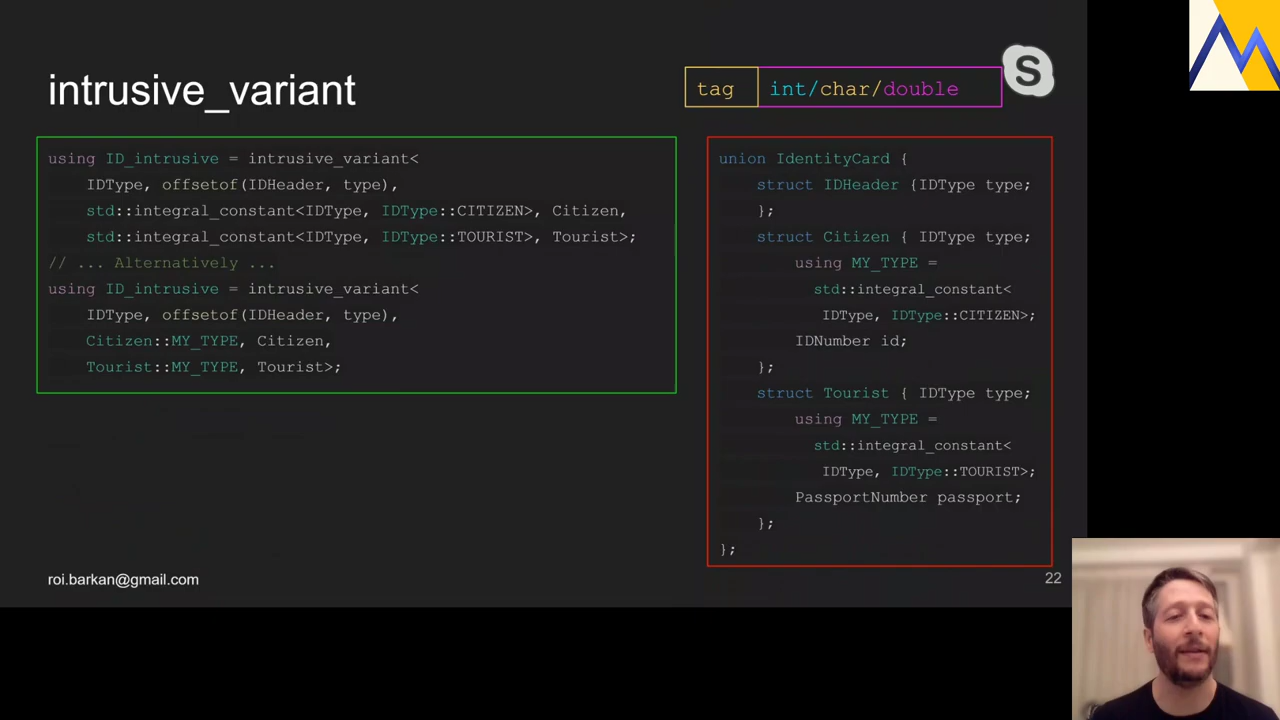 intrusive_variant
tag int/char/double
S
using ID_intrusive = intrusive_variant<
IDType, offsetof(IDHeader, type),
std::integral_constant<IDType, IDType::CITIZEN>, Citizen,
std::integral_constant<IDType, IDType::TOURIST>, Tourist>;
// ... Alternatively ...
using ID_intrusive = intrusive_variant<
IDType, offsetof(IDHeader, type),
Citizen::MY_TYPE, Citizen,
Tourist::MY_TYPE, Tourist>;
union IdentityCard {
struct IDHeader {IDType type;
};
struct Citizen { IDType type;
using MY_TYPE =
std::integral_constant<
IDType, IDType::CITIZEN>;
IDNumber id;
};
struct Tourist { IDType type;
using MY_TYPE =
std::integral_constant<
IDType, IDType::TOURIST>;
PassportNumber passport;
};
};
roi.barkan@gmail.com
22